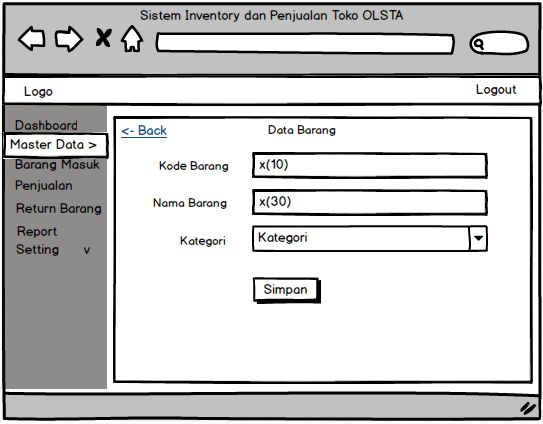 Sistem Inventory dan Penjualan Toko OLSTA
Logo
Logout
Dashboard
Master Data >
Barang Masuk
Penjualan
Return Barang
Report
Setting v
<- Back
Data Barang
Kode Barang x(10)
Nama Barang x(30)
Kategori Kategori
Simpan